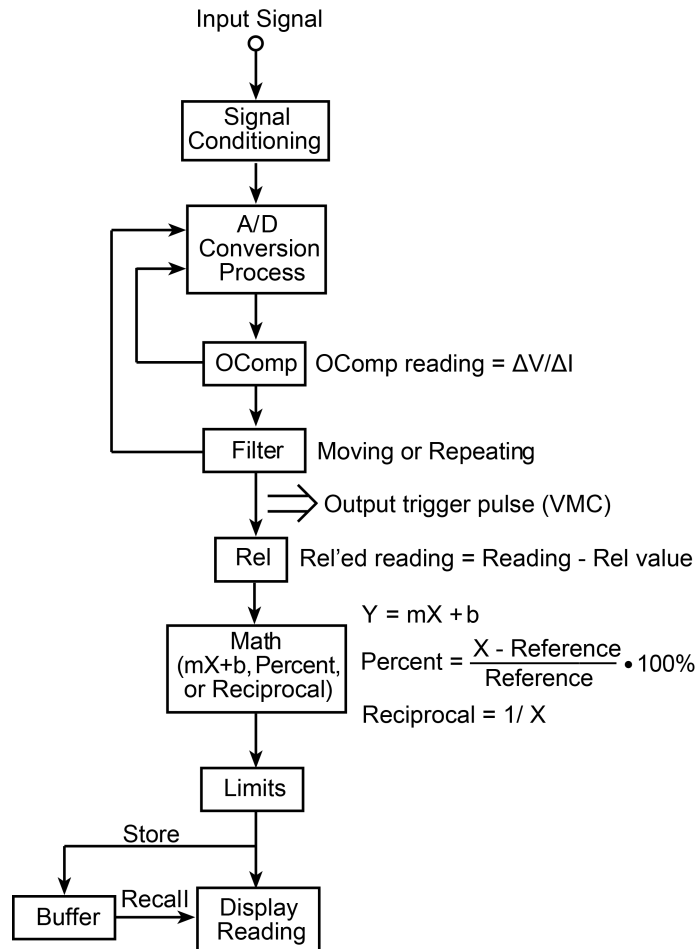 Input Signal
Signal
Conditioning
A/D
Conversion
Process
OComp
OComp reading = ΔV/ΔI
Filter
Moving or Repeating
Output trigger pulse (VMC)
Rel
Rel'ed reading = Reading - Rel value
Math
(mX+b, Percent,
or Reciprocal)
Y = mX + b
Percent = X - Reference / Reference • 100%
Reciprocal = 1/ X
Limits
Store
Buffer
Recall
Display
Reading